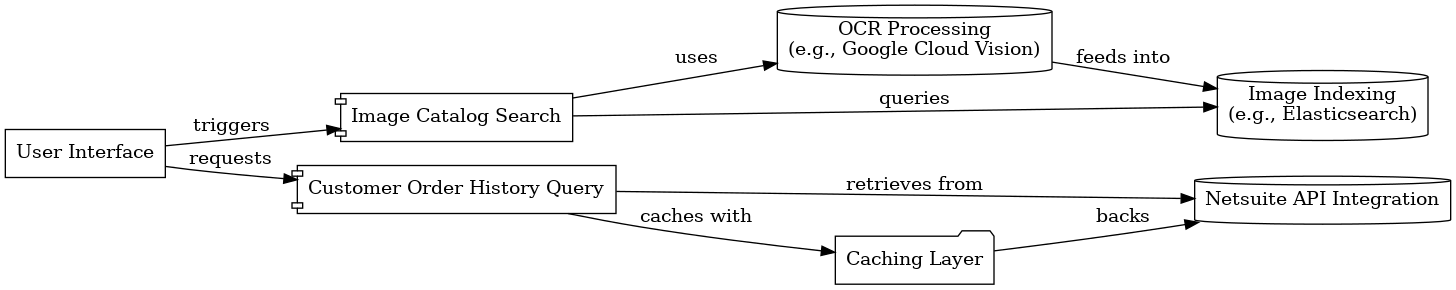 OCR Processing
(e.g., Google Cloud Vision)
uses
feeds into
Image Indexing
(e.g., Elasticsearch)
queries
Image Catalog Search
triggers
User Interface
requests
Customer Order History Query
retrieves from
Netsuite API Integration
caches with
backs
Caching Layer